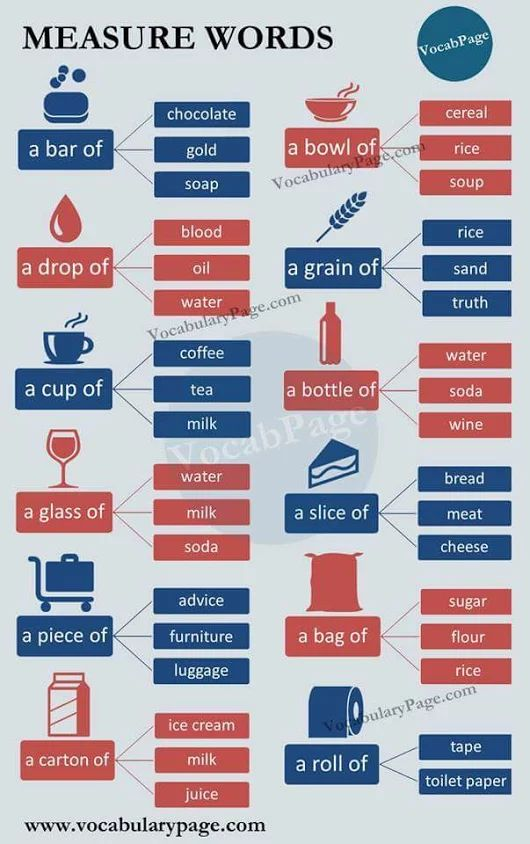 MEASURE WORDS
VocabPage
a bar of
chocolate
gold
soap
a bowl of
cereal
rice
soup
VocabularyPage.com
a drop of
blood
oil
water
a grain of
rice
sand
truth
VocabularyPage.com
a cup of
coffee
tea
milk
a bottle of
water
soda
wine
VocabPage
a glass of
water
milk
soda
a slice of
bread
meat
cheese
a piece of
advice
furniture
luggage
a bag of
sugar
flour
rice
a carton of
ice cream
milk
juice
VocabularyPage.com
a roll of
tape
toilet paper
www.vocabularypage.com